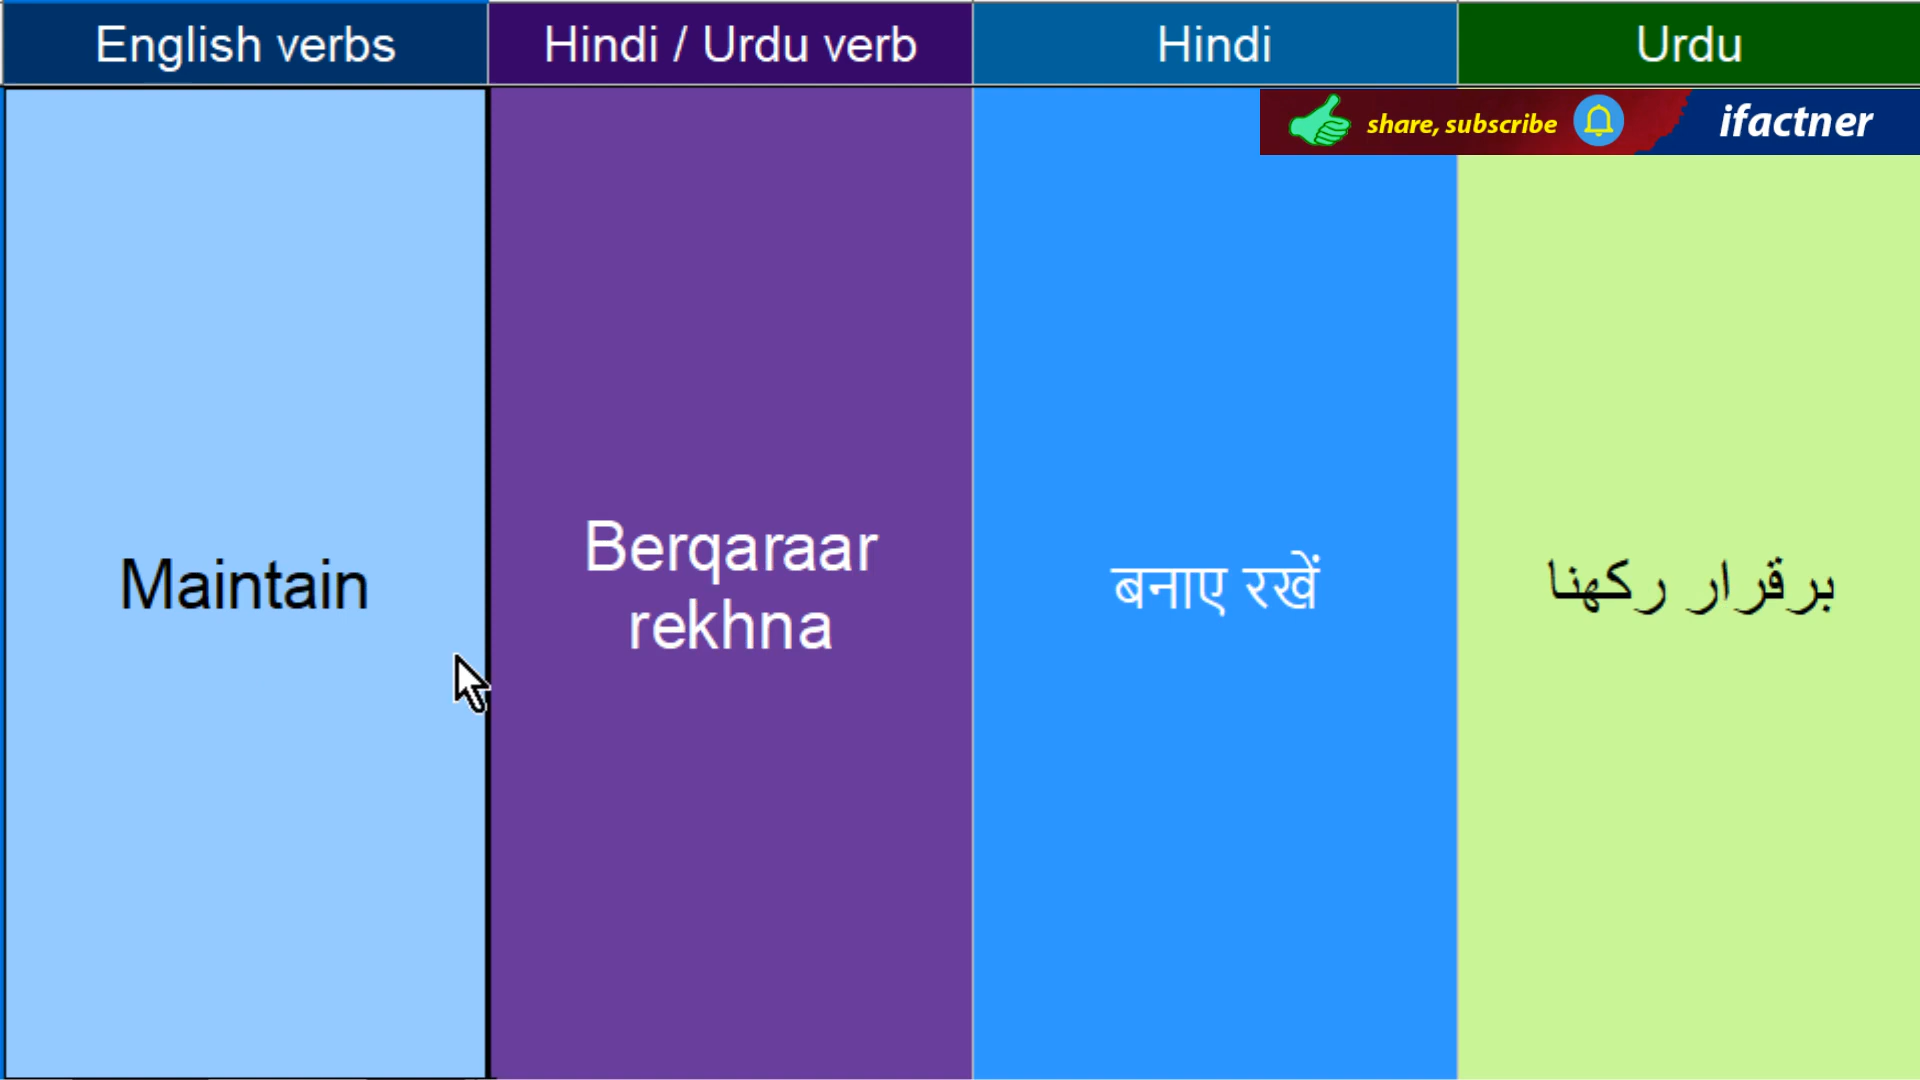 English verbs
Hindi / Urdu verb
Hindi
Urdu
share, subscribe
ifactner
Maintain
Berqaraar
rekhna
बनाए रखें
برقرار رکھنا